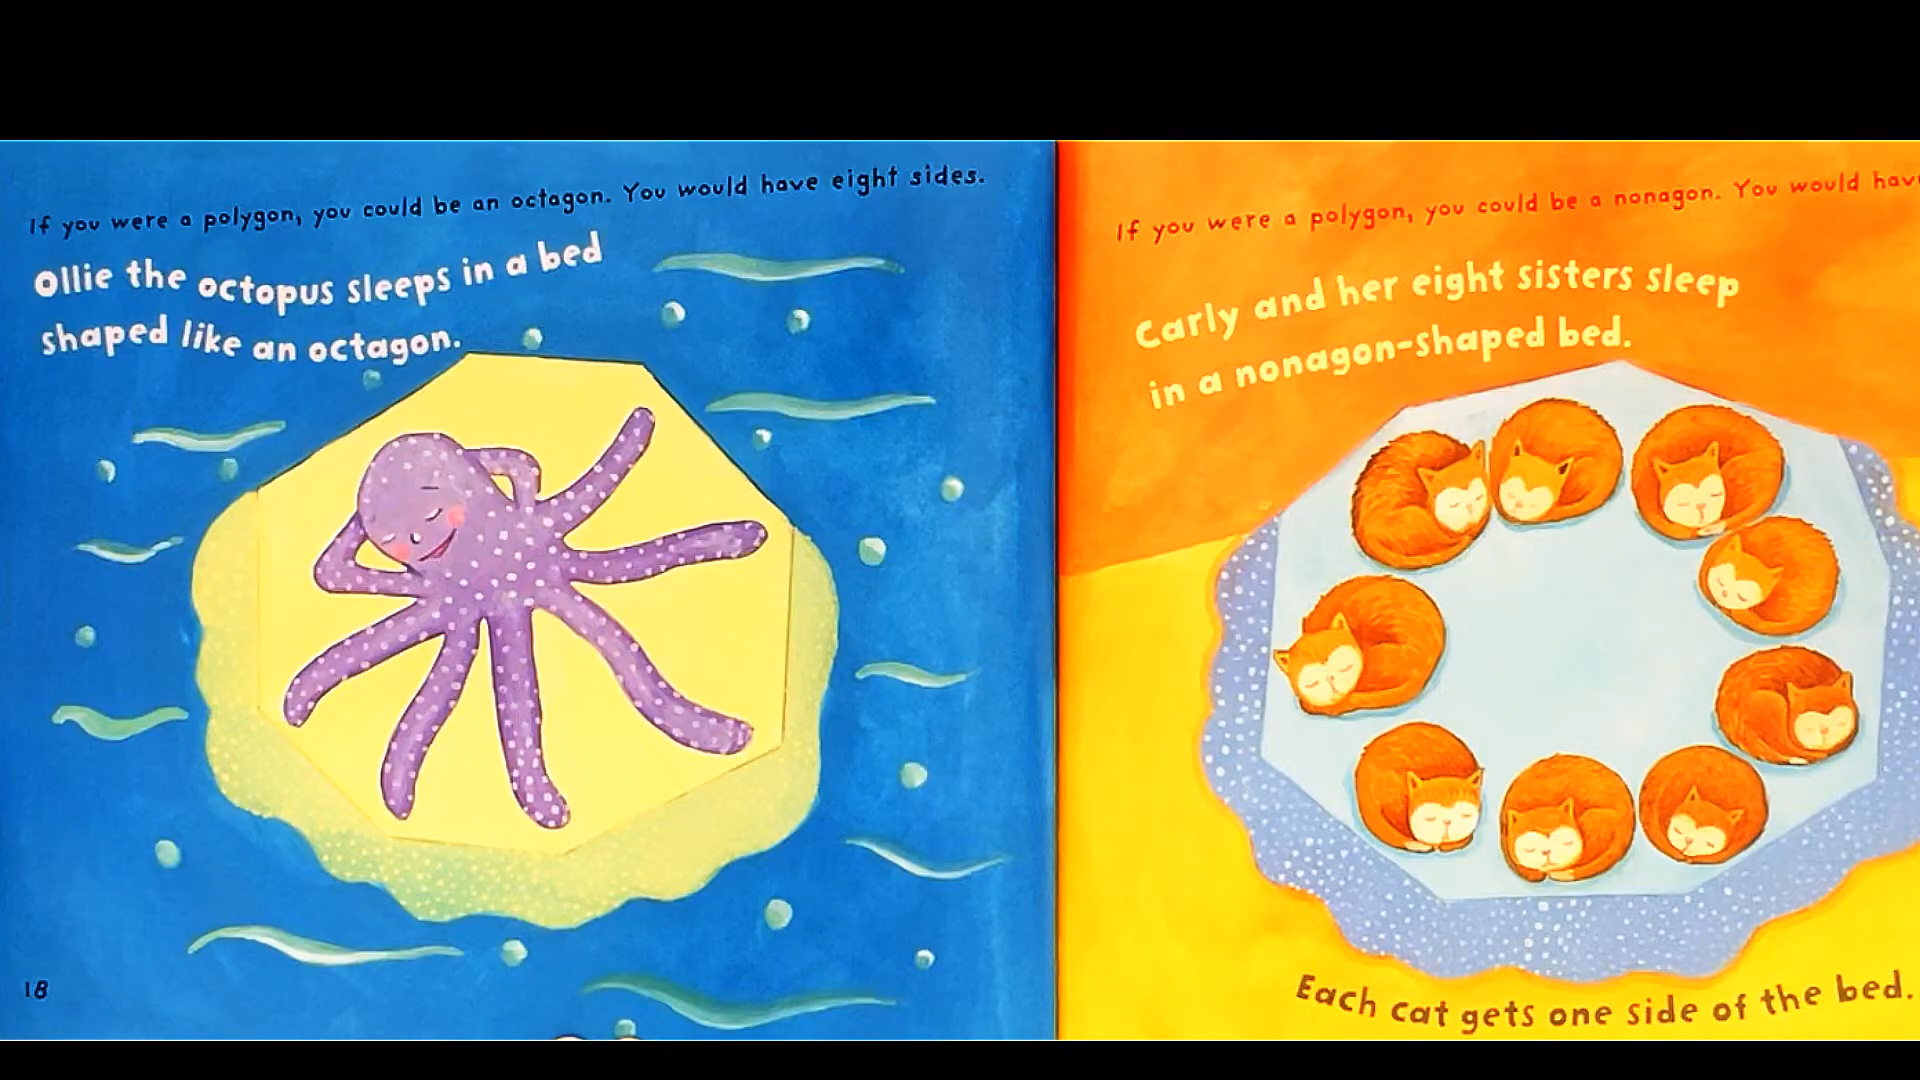 If you were a polygon, you could be an octagon. You would have eight sides.
Ollie the octopus sleeps in a bed
shaped like an octagon.
18
If you were a polygon, you could be a nonagon. You would have
Carly and her eight sisters sleep
in a nonagon-shaped bed.
Each cat gets one side of the bed.